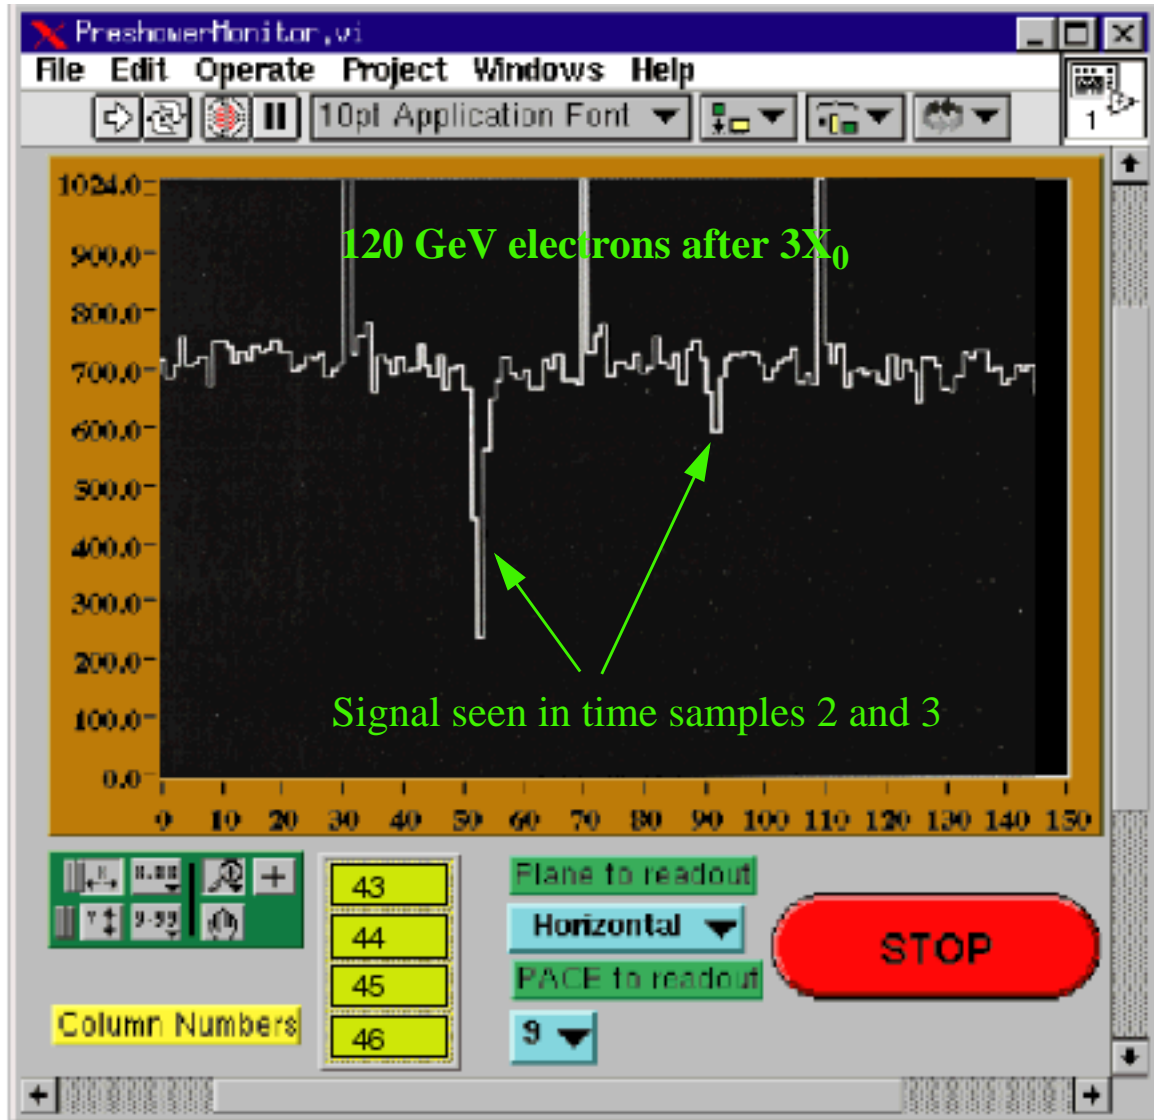 PreshowerMonitor.vi
File Edit Operate Project Windows Help
10pt Application Font
1
1024.0
900.0
800.0
700.0
600.0
500.0
400.0
300.0
200.0
100.0
0.0
120 GeV electrons after 3X0
Signal seen in time samples 2 and 3
0 10 20 30 40 50 60 70 80 90 100 110 120 130 140 150
43
44
45
46
Column Numbers
Plane to readout
Horizontal
PACE to readout
9
STOP